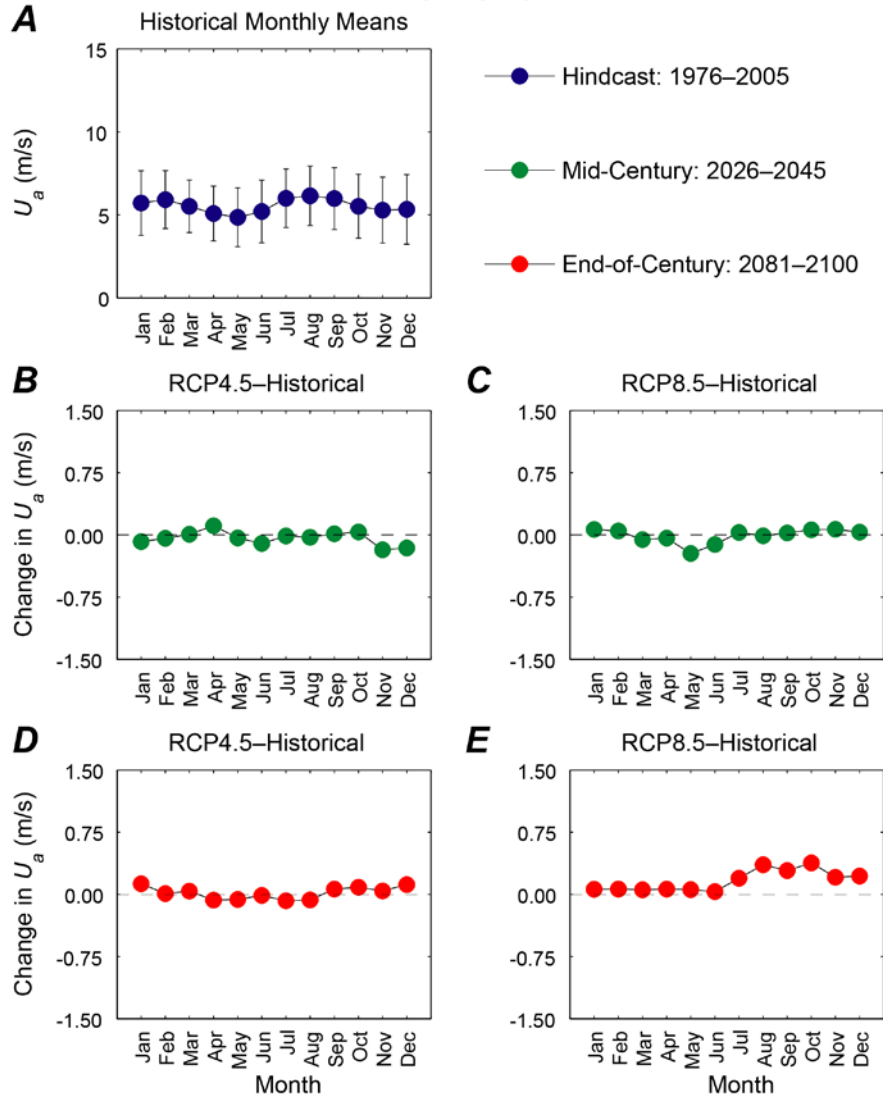 A
Historical Monthly Means
15
10
5
0
U_a (m/s)
Jan
Feb
Mar
Apr
May
Jun
Jul
Aug
Sep
Oct
Nov
Dec
Hindcast: 1976–2005
Mid-Century: 2026–2045
End-of-Century: 2081–2100
B
RCP4.5–Historical
1.50
0.75
0.00
-0.75
-1.50
Change in U_a (m/s)
Jan
Feb
Mar
Apr
May
Jun
Jul
Aug
Sep
Oct
Nov
Dec
C
RCP8.5–Historical
1.50
0.75
0.00
-0.75
-1.50
Jan
Feb
Mar
Apr
May
Jun
Jul
Aug
Sep
Oct
Nov
Dec
D
RCP4.5–Historical
1.50
0.75
0.00
-0.75
-1.50
Change in U_a (m/s)
Jan
Feb
Mar
Apr
May
Jun
Jul
Aug
Sep
Oct
Nov
Dec
Month
E
RCP8.5–Historical
1.50
0.75
0.00
-0.75
-1.50
Jan
Feb
Mar
Apr
May
Jun
Jul
Aug
Sep
Oct
Nov
Dec
Month